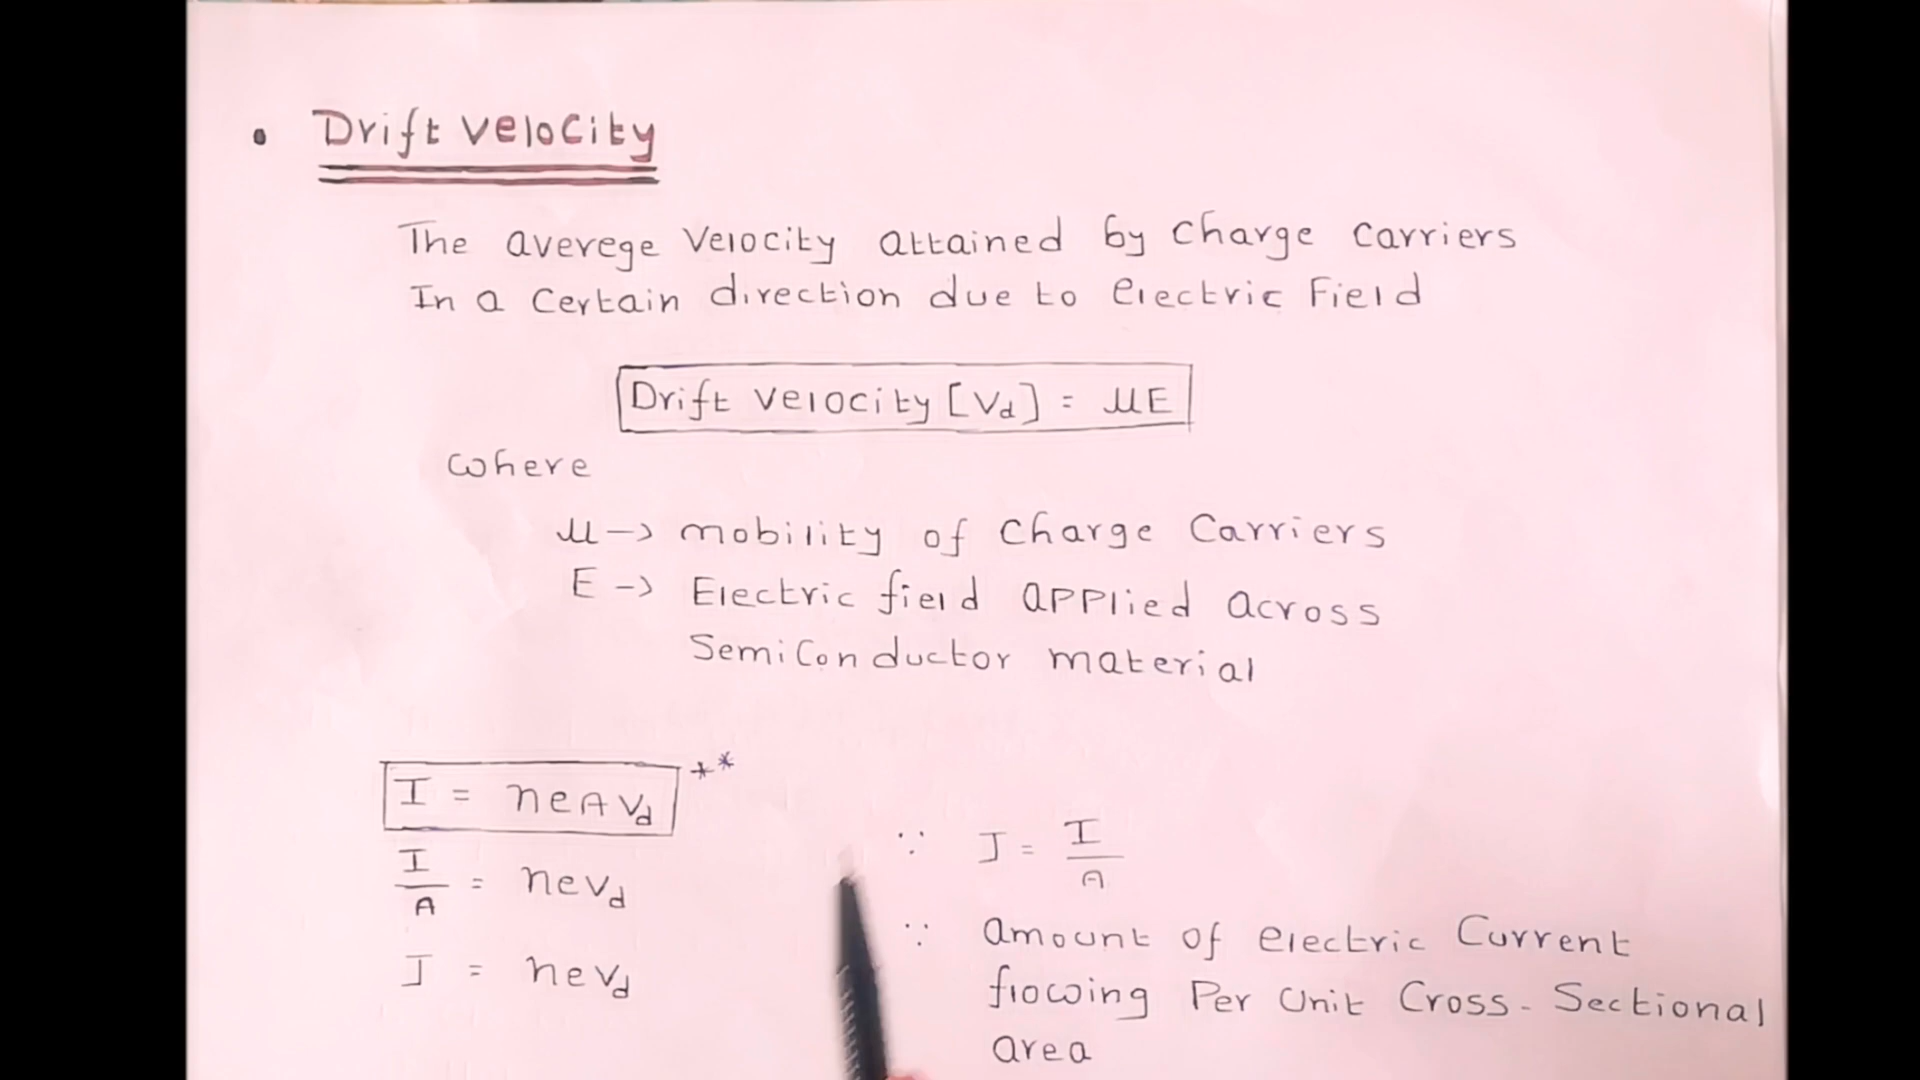 • Drift Velocity
The averege Velocity attained by Charge Carriers
In a Certain direction due to electric Field
Drift Velocity [Vd] = μE
where
μ -> mobility of Charge Carriers
E -> Electric field applied across
SemiConductor material
I = neAVd **
I/A = neVd
J = neVd
∵ J = I/A
∵ amount of electric Current
flowing Per Unit Cross-Sectional
area